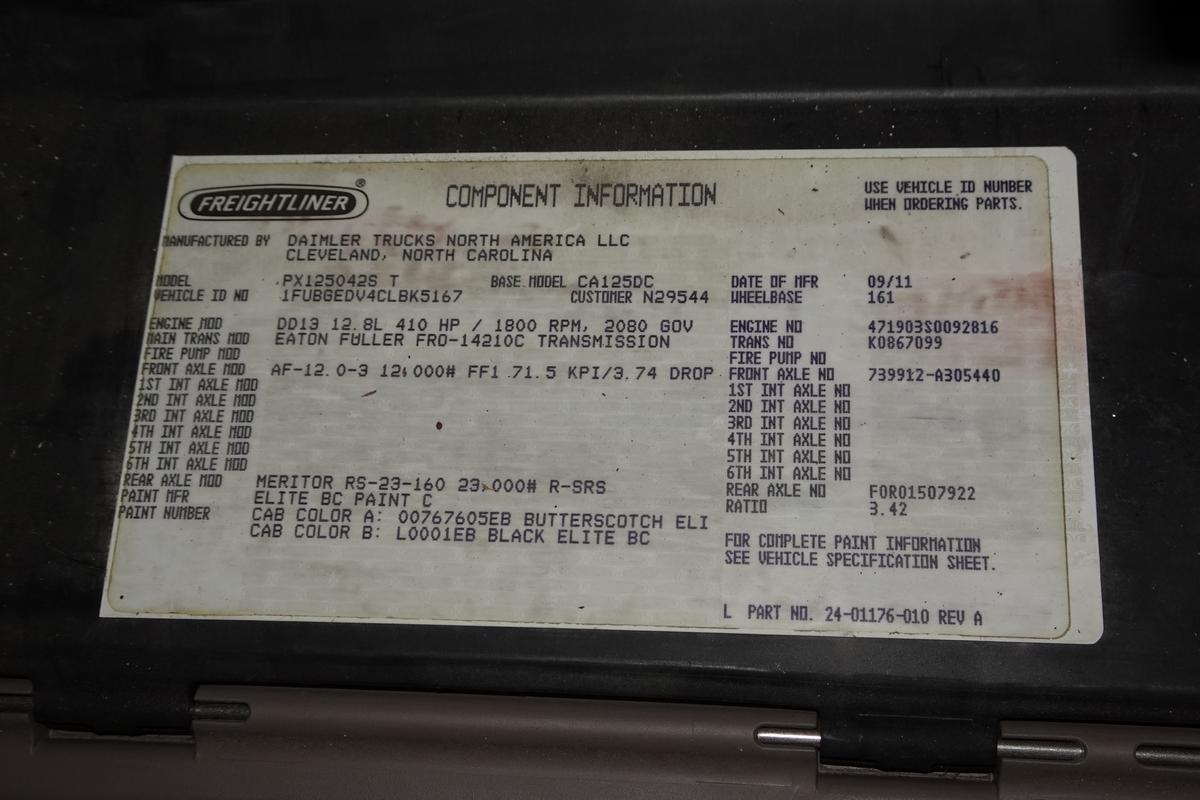 FREIGHTLINER®
COMPONENT INFORMATION
USE VEHICLE ID NUMBER
WHEN ORDERING PARTS.
MANUFACTURED BY DAIMLER TRUCKS NORTH AMERICA LLC
CLEVELAND, NORTH CAROLINA
MODEL PX125042S T BASE MODEL CA125DC DATE OF MFR 09/11
VEHICLE ID NO 1FUBGEDV4CLBK5167 CUSTOMER N29544 WHEELBASE 161
ENGINE MOD DD13 12.8L 410 HP / 1800 RPM, 2080 GOV ENGINE NO 471903S0092816
MAIN TRANS MOD EATON FULLER FRO-14210C TRANSMISSION TRANS NO K0867099
FIRE PUMP MOD FIRE PUMP NO
FRONT AXLE MOD AF-12.0-3 12,000# FF1 71.5 KPI/3.74 DROP FRONT AXLE NO 739912-A305440
1ST INT AXLE MOD 1ST INT AXLE NO
2ND INT AXLE MOD 2ND INT AXLE NO
3RD INT AXLE MOD 3RD INT AXLE NO
4TH INT AXLE MOD 4TH INT AXLE NO
5TH INT AXLE MOD 5TH INT AXLE NO
6TH INT AXLE MOD 6TH INT AXLE NO
REAR AXLE MOD MERITOR RS-23-160 23,000# R-SRS REAR AXLE NO FOR01507922
PAINT MFR ELITE BC PAINT C RATIO 3.42
PAINT NUMBER CAB COLOR A: 00767605EB BUTTERSCOTCH ELI
CAB COLOR B: L0001EB BLACK ELITE BC
FOR COMPLETE PAINT INFORMATION
SEE VEHICLE SPECIFICATION SHEET.
L PART NO. 24-01176-010 REV A